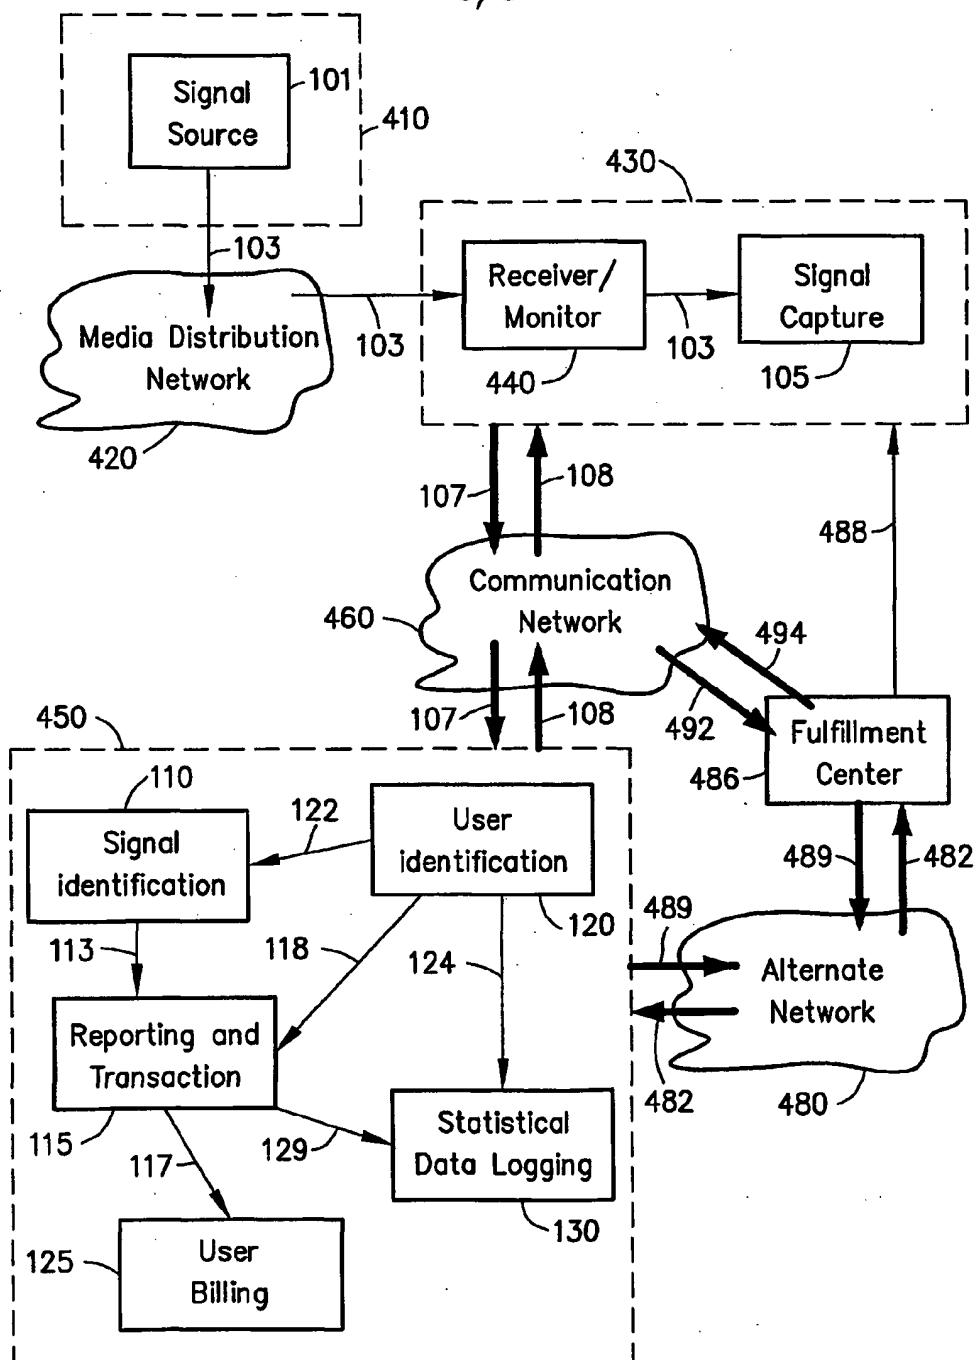 Signal
Source
101
410
103
430
Receiver/
Monitor
Signal
Capture
Media Distribution
Network
103
103
440
105
420
107
108
488
Communication
Network
460
494
492
107
108
450
Fulfillment
Center
486
110
122
User
identification
Signal
identification
489
482
120
489
113
118
124
Alternate
Network
Reporting and
Transaction
482
480
Statistical
Data Logging
115
129
117
130
User
Billing
125